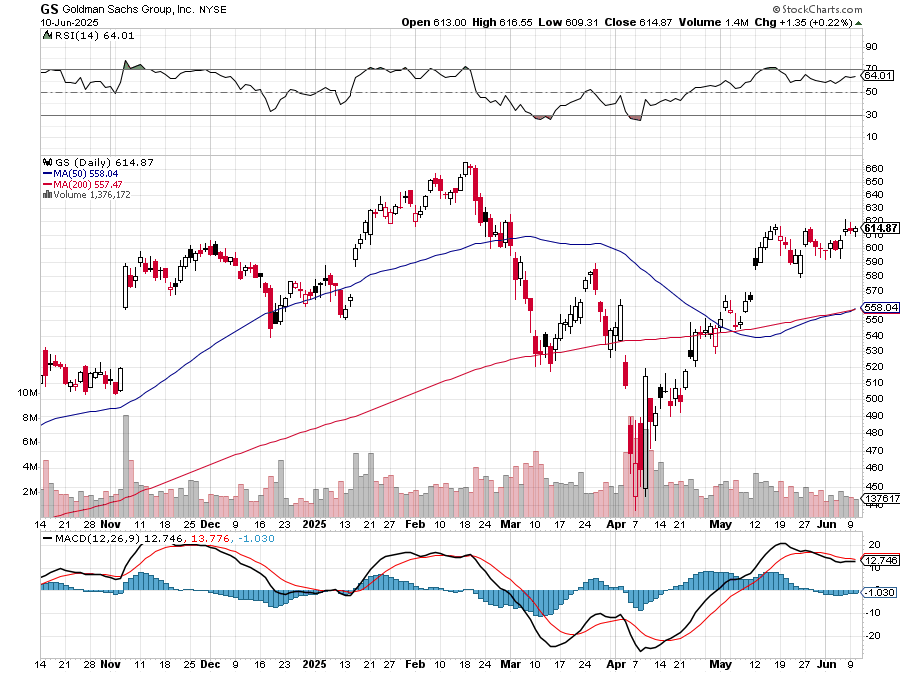 GS Goldman Sachs Group, Inc. NYSE
© StockCharts.com
10-Jun-2025
Open 613.00 High 616.55 Low 609.31 Close 614.87 Volume 1.4M Chg +1.35 (+0.22%)
RSI(14) 64.01
90
70
64.01
50
30
10
GS (Daily) 614.87
MA(50) 558.04
MA(200) 557.47
Volume 1,376,172
660
650
640
630
620
614.87
610
600
590
580
570
558.04
550
540
530
520
510
500
490
480
470
460
450
137617
440
10M
8M
6M
4M
2M
14 21 28 Nov 11 18 25 Dec 9 16 23 2025 13 21 27 Feb 10 18 24 Mar 10 17 24 Apr 7 14 21 May 12 19 27 Jun 9
MACD(12,26,9) 12.746, 13.776, -1.030
20
12.746
10
-1.030
-10
-20
14 21 28 Nov 11 18 25 Dec 9 16 23 2025 13 21 27 Feb 10 18 24 Mar 10 17 24 Apr 7 14 21 May 12 19 27 Jun 9